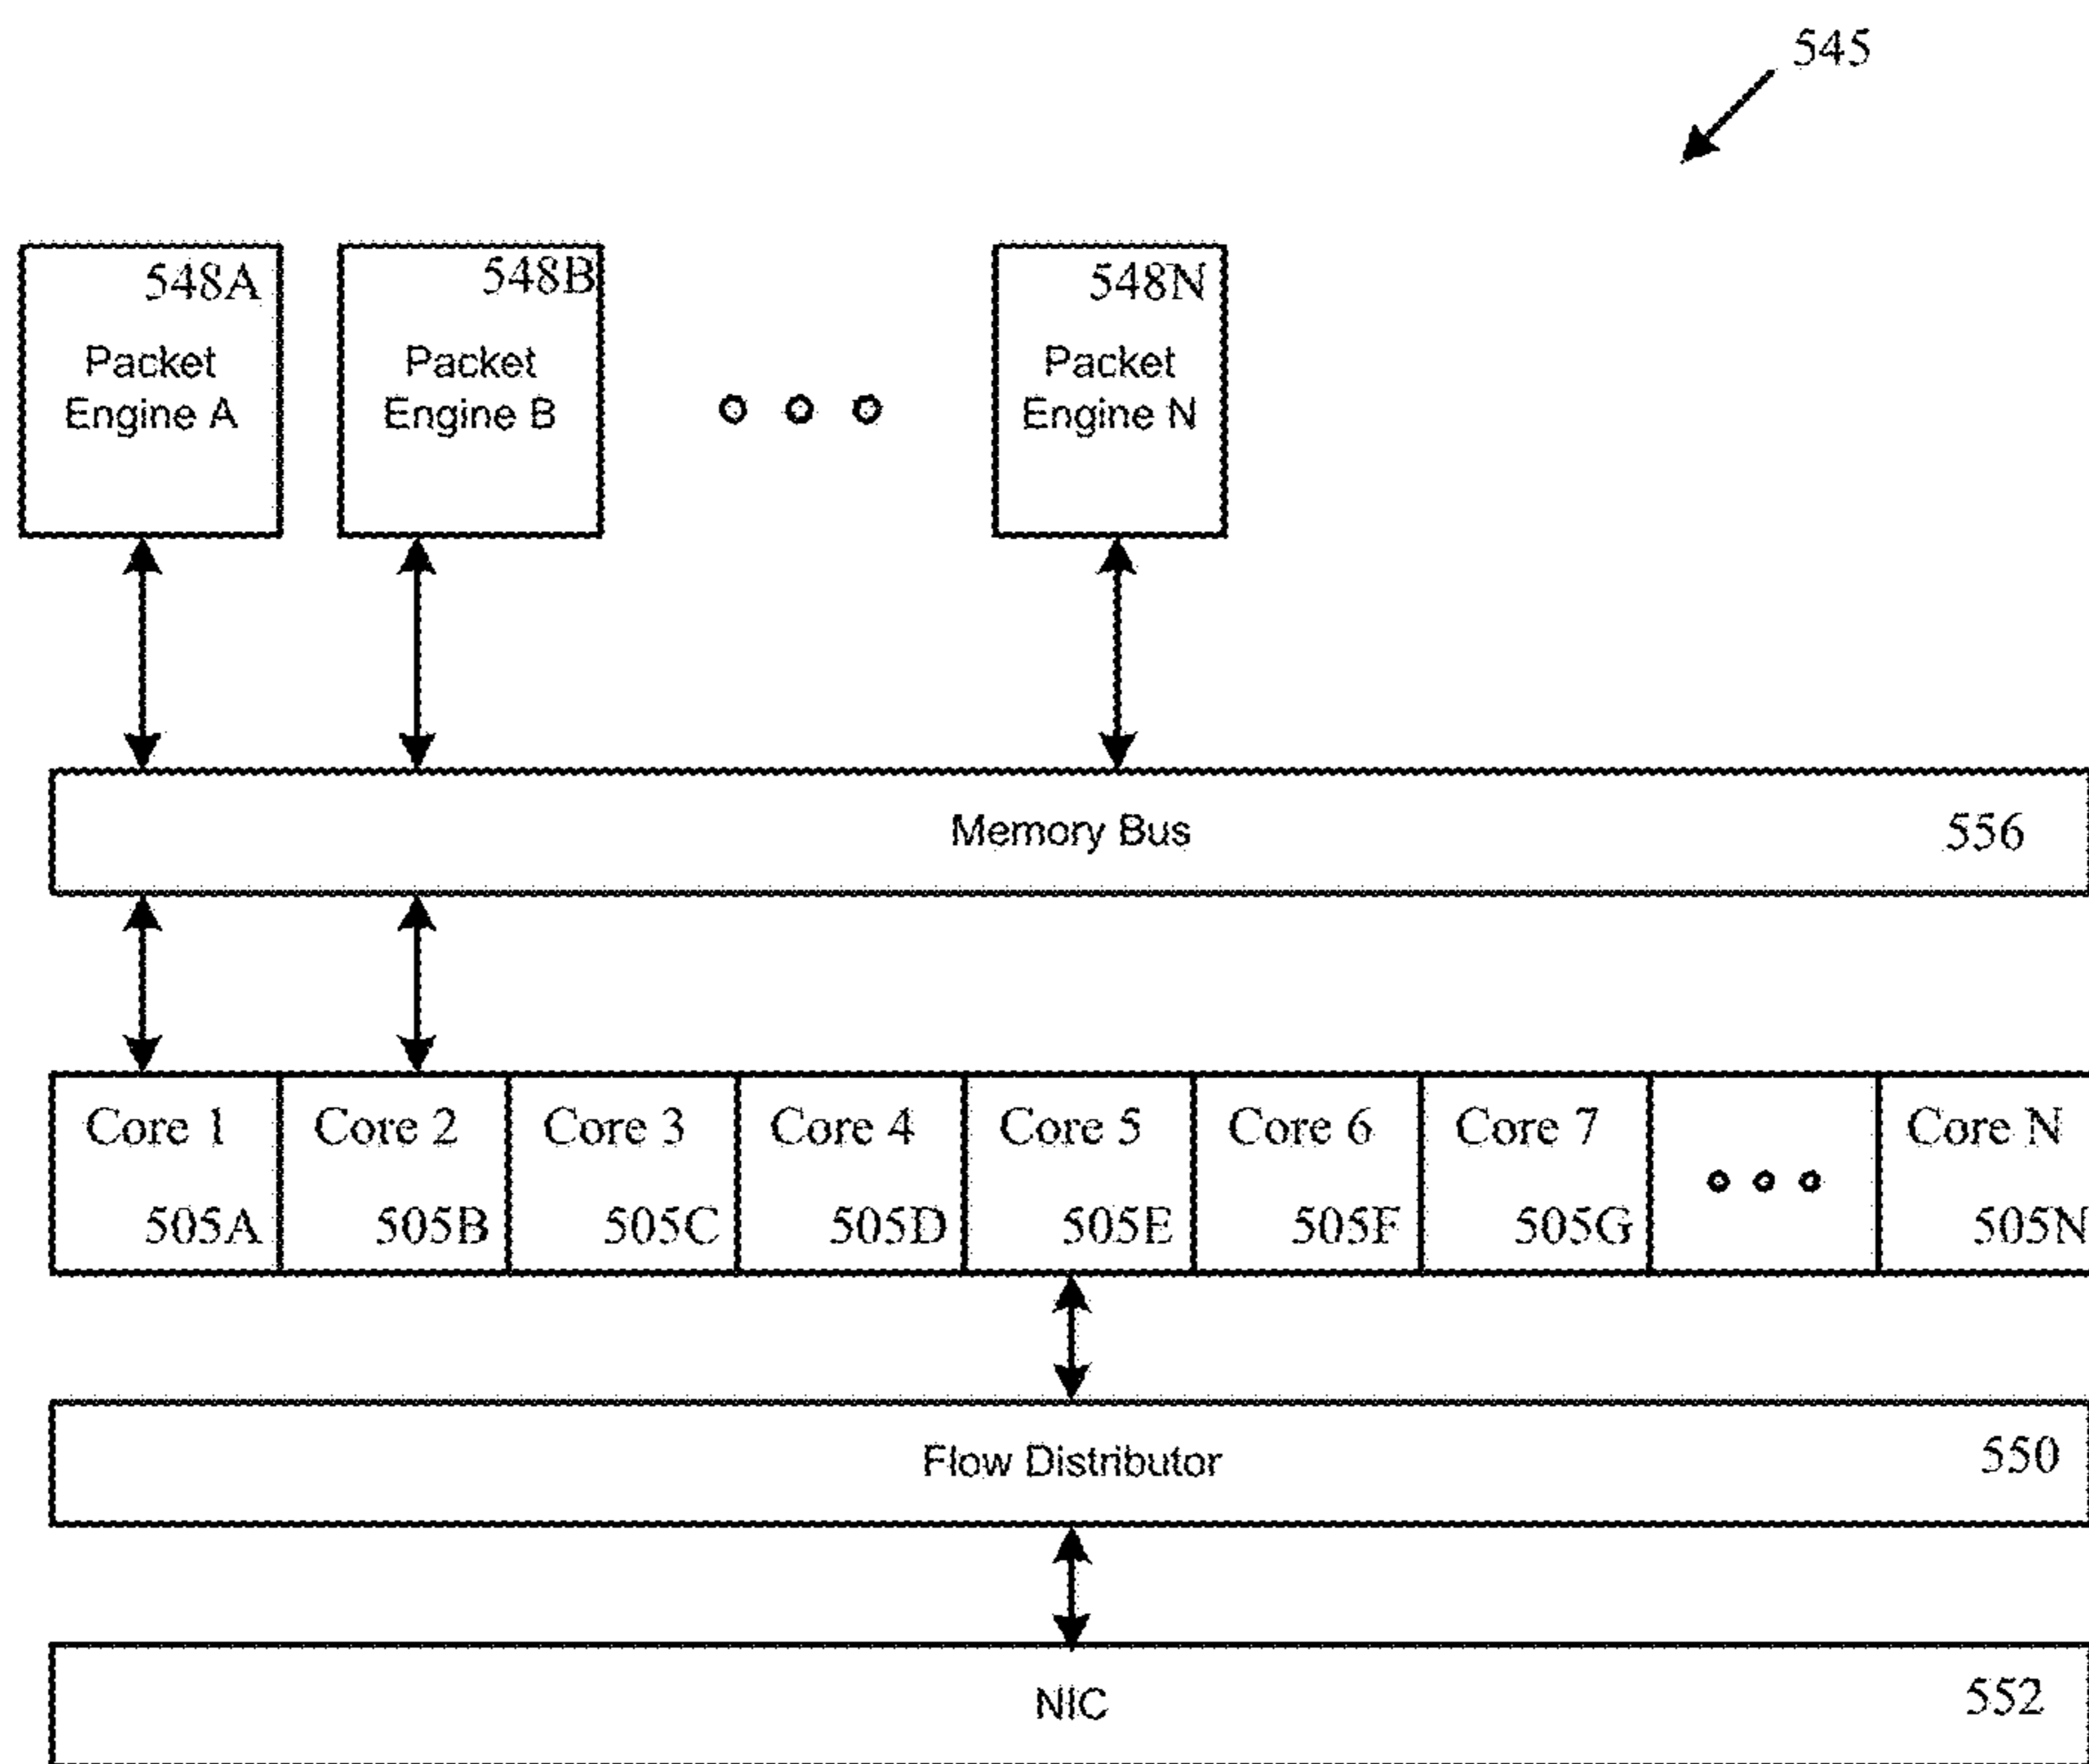 545
548A
Packet
Engine A
548B
Packet
Engine B
548N
Packet
Engine N
Memory Bus
556
Core 1
505A
Core 2
505B
Core 3
505C
Core 4
505D
Core 5
505E
Core 6
505F
Core 7
505G
Core N
505N
Flow Distributor
550
NIC
552